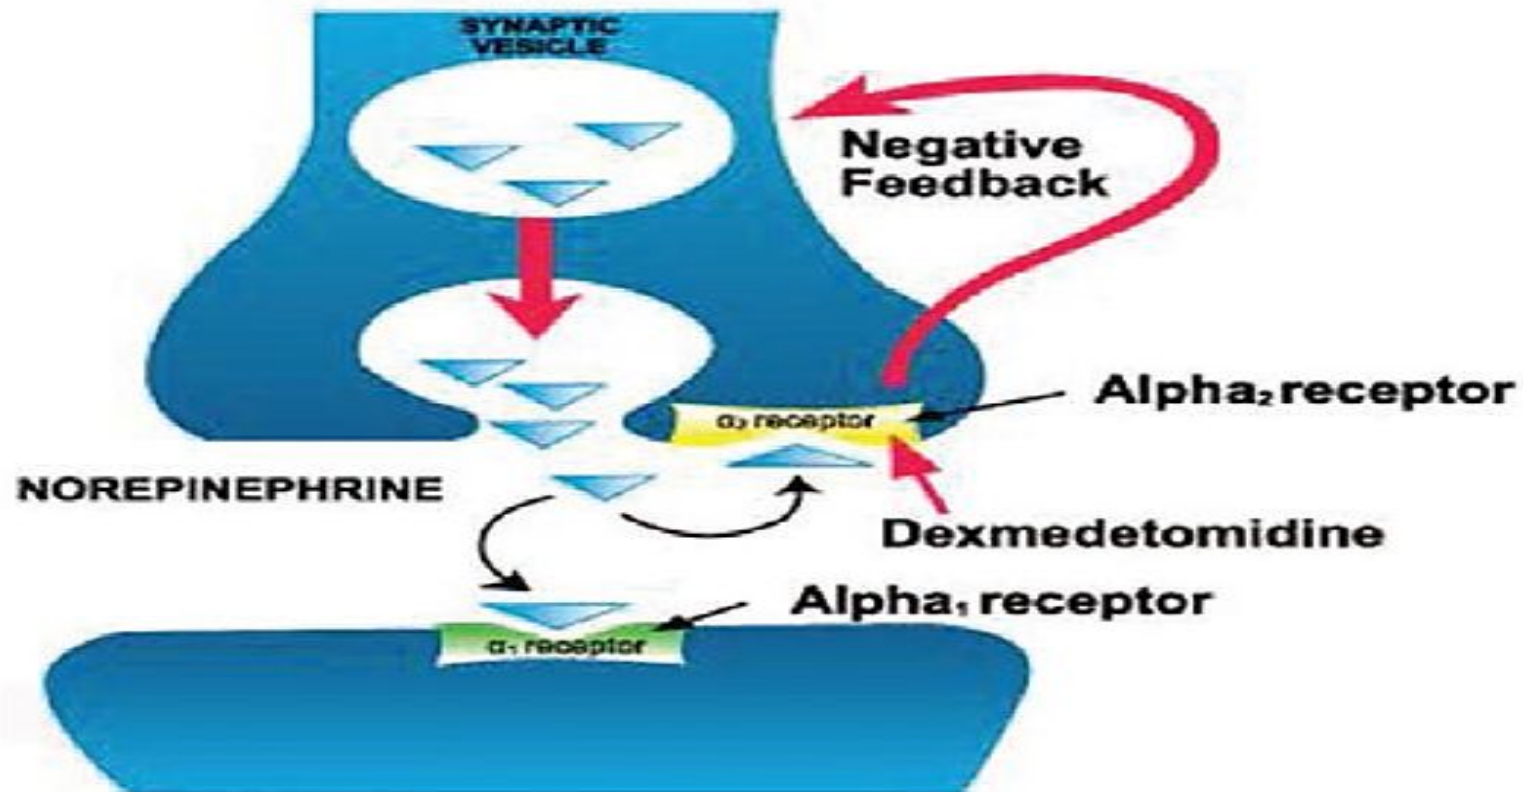 SYNAPTIC
VESICLE
Negative
Feedback
Alpha₂ receptor
α₂ receptor
NOREPINEPHRINE
Dexmedetomidine
Alpha₁ receptor
α₁ receptor